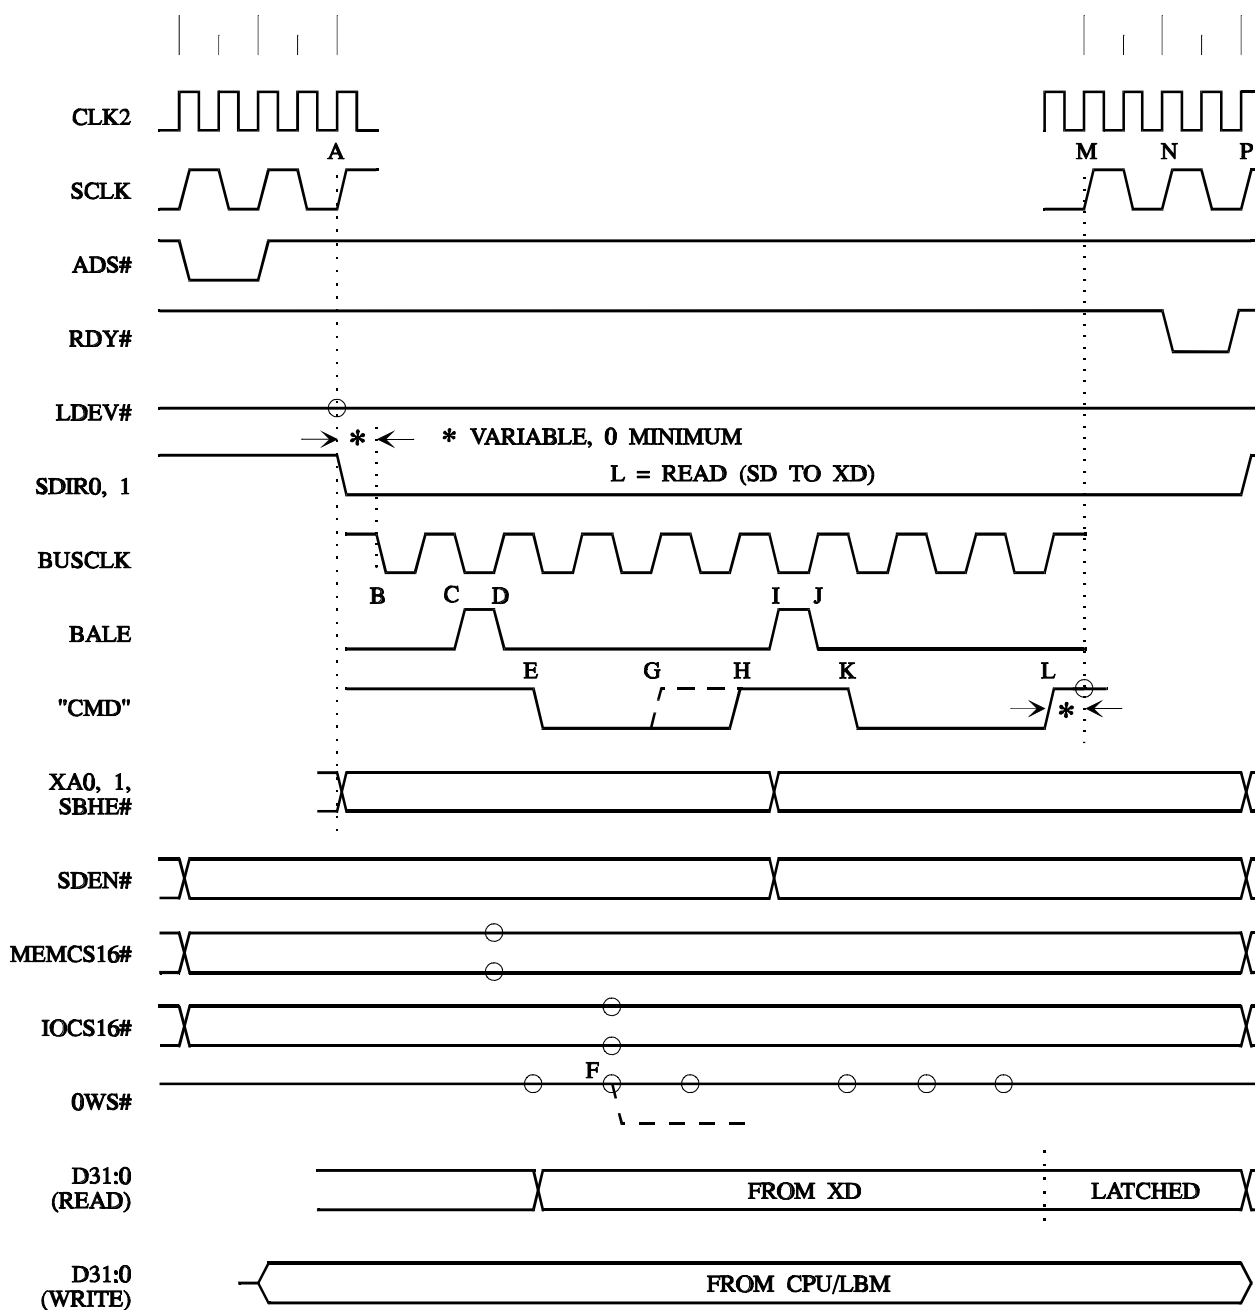 CLK2
A
M
N
P
SCLK
ADS#
RDY#
LDEV#
*
* VARIABLE, 0 MINIMUM
L = READ (SD TO XD)
SDIR0, 1
BUSCLK
B
C
D
I
J
BALE
E
G
H
K
L
"CMD"
*
XA0, 1,
SBHE#
SDEN#
MEMCS16#
IOCS16#
F
0WS#
D31:0
(READ)
FROM XD
LATCHED
D31:0
(WRITE)
FROM CPU/LBM